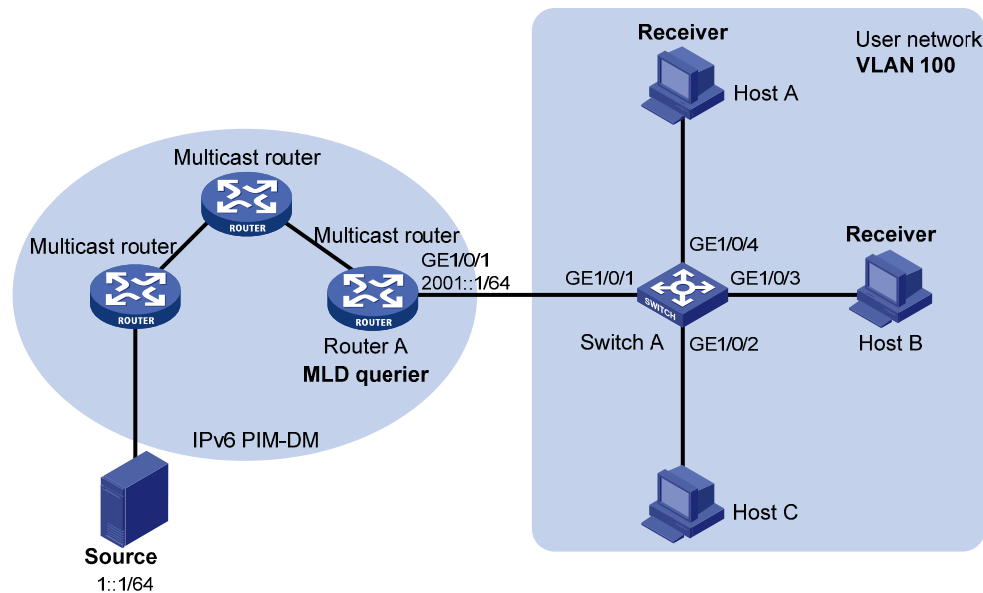 Receiver
User network
VLAN 100
Host A
Multicast router
ROUTER
Multicast router
Multicast router
GE1/0/1
2001::1/64
ROUTER
ROUTER
Router A
MLD querier
IPv6 PIM-DM
Source
1::1/64
GE1/0/4
Receiver
GE1/0/1
GE1/0/3
SWITCH
Switch A
GE1/0/2
Host B
Host C